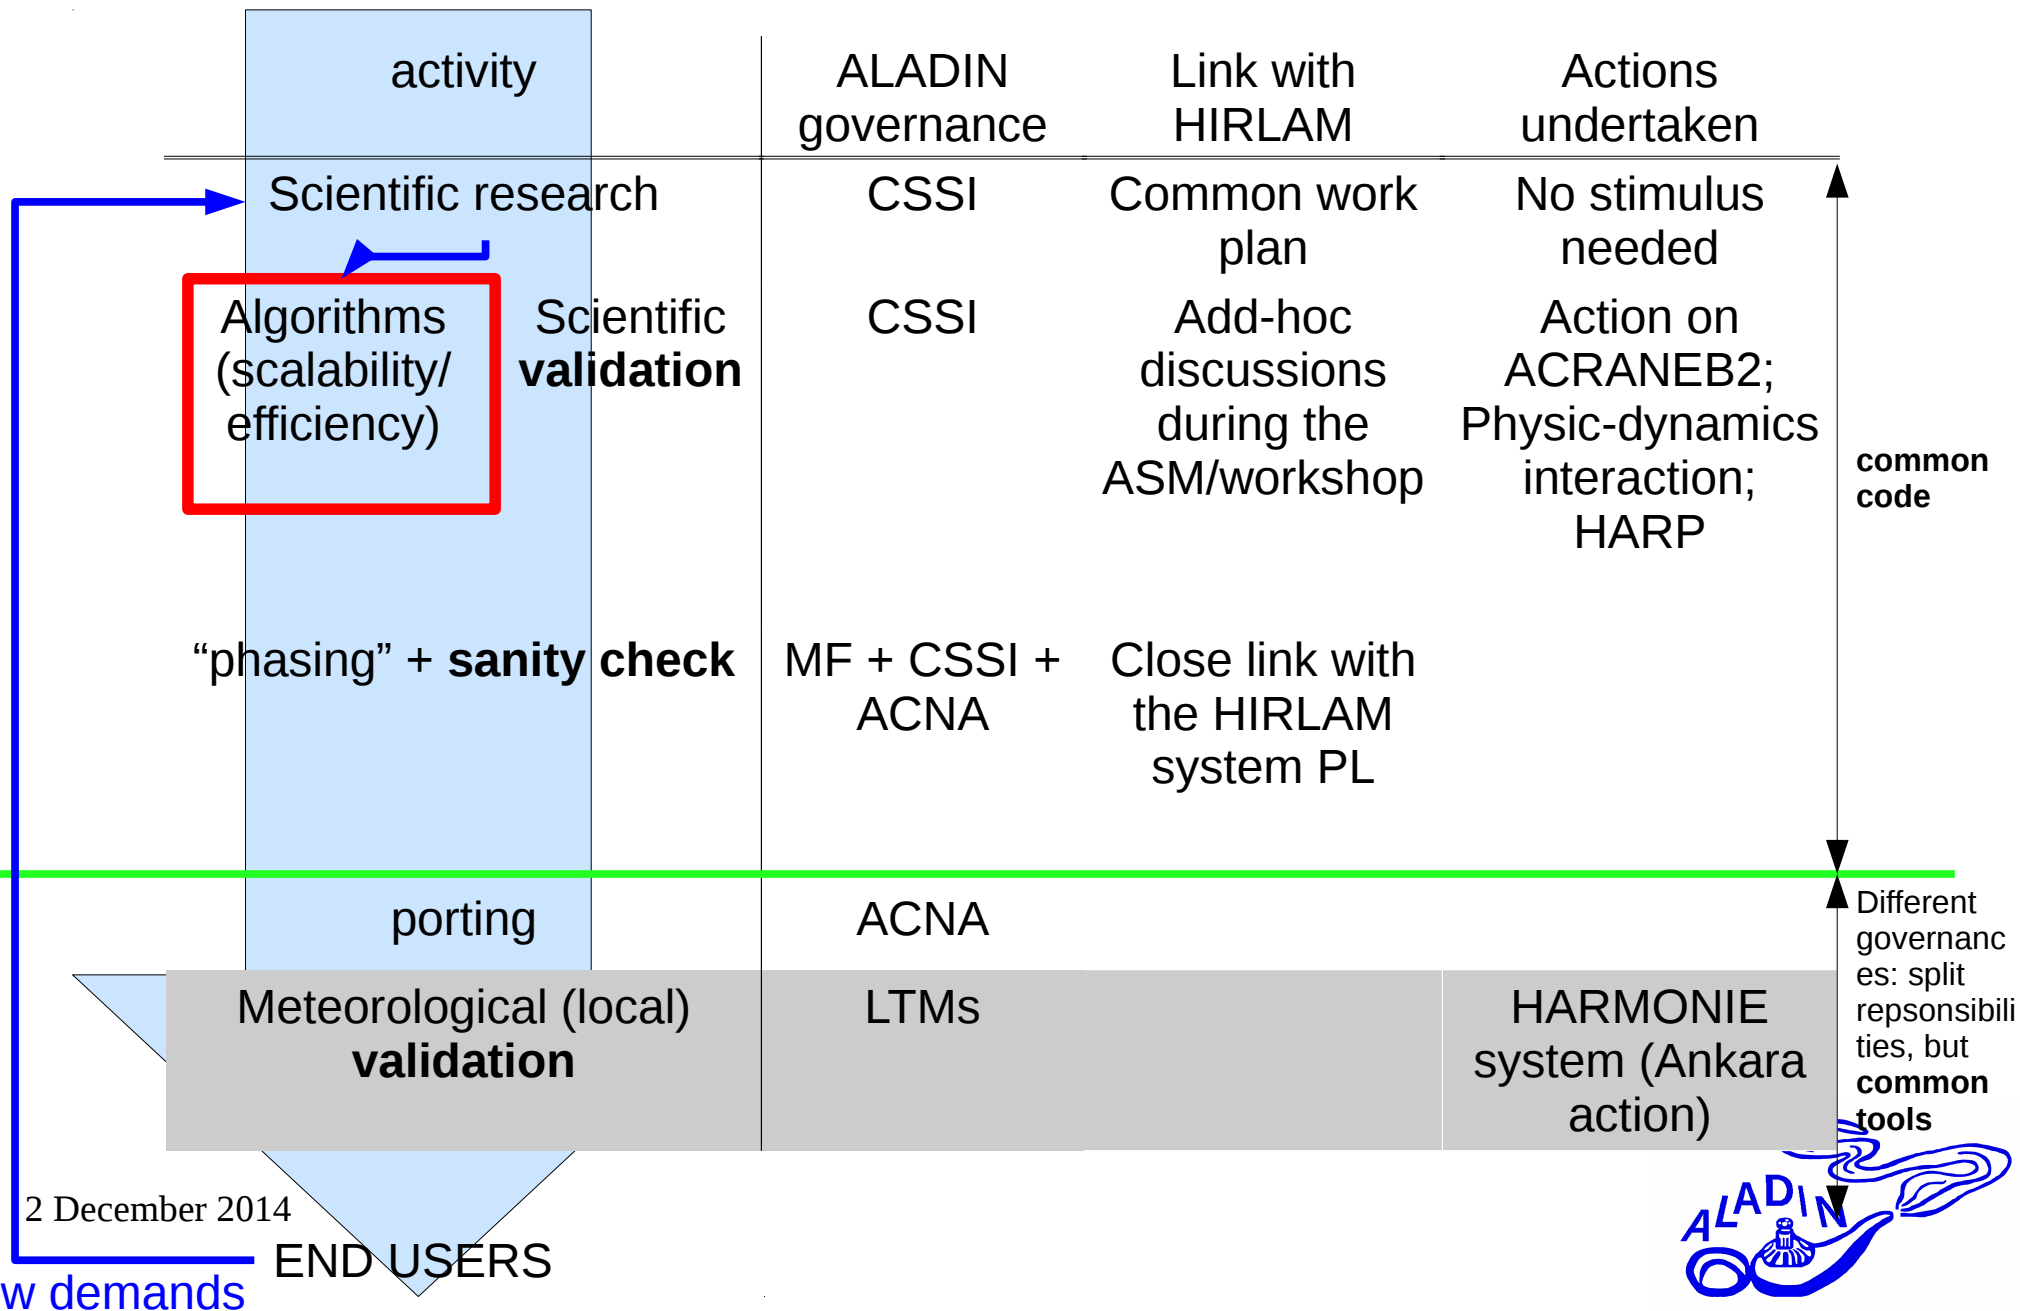 activity
ALADIN
governance
Link with
HIRLAM
Actions
undertaken
Scientific research
CSSI
Common work
plan
No stimulus
needed
Algorithms
(scalability/
efficiency)
Scientific
validation
CSSI
Add-hoc
discussions
during the
ASM/workshop
Action on
ACRANEB2;
Physic-dynamics
interaction;
HARP
common
code
“phasing” + sanity check
MF + CSSI +
ACNA
Close link with
the HIRLAM
system PL
porting
ACNA
Different
governanc
es: split
repsonsibili
ties, but
common
tools
Meteorological (local)
validation
LTMs
HARMONIE
system (Ankara
action)
2 December 2014
END USERS
w demands
ALADIN